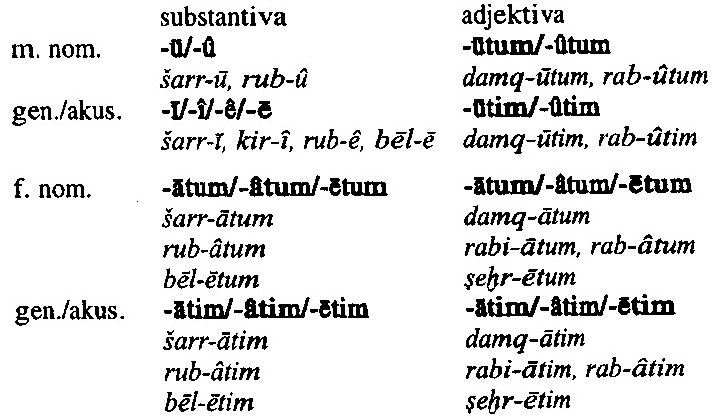 substantiva adjektiva
m. nom. -ū/-û -ūtum/-ûtum
šarr-ū, rub-û damq-ūtum, rab-ûtum
gen./akus. -ī/-î/-ê/-ē -ūtim/-ûtim
šarr-ī, kir-î, rub-ê, bēl-ē damq-ūtim, rab-ûtim
f. nom. -ātum/-âtum/-ētum -ātum/-âtum/-ētum
šarr-ātum damq-ātum
rub-âtum rabi-ātum, rab-âtum
bēl-ētum ṣeḫr-ētum
gen./akus. -ātim/-âtim/-ētim -ātim/-âtim/-ētim
šarr-ātim damq-ātim
rub-âtim rabi-ātim, rab-âtim
bēl-ētim ṣeḫr-ētim